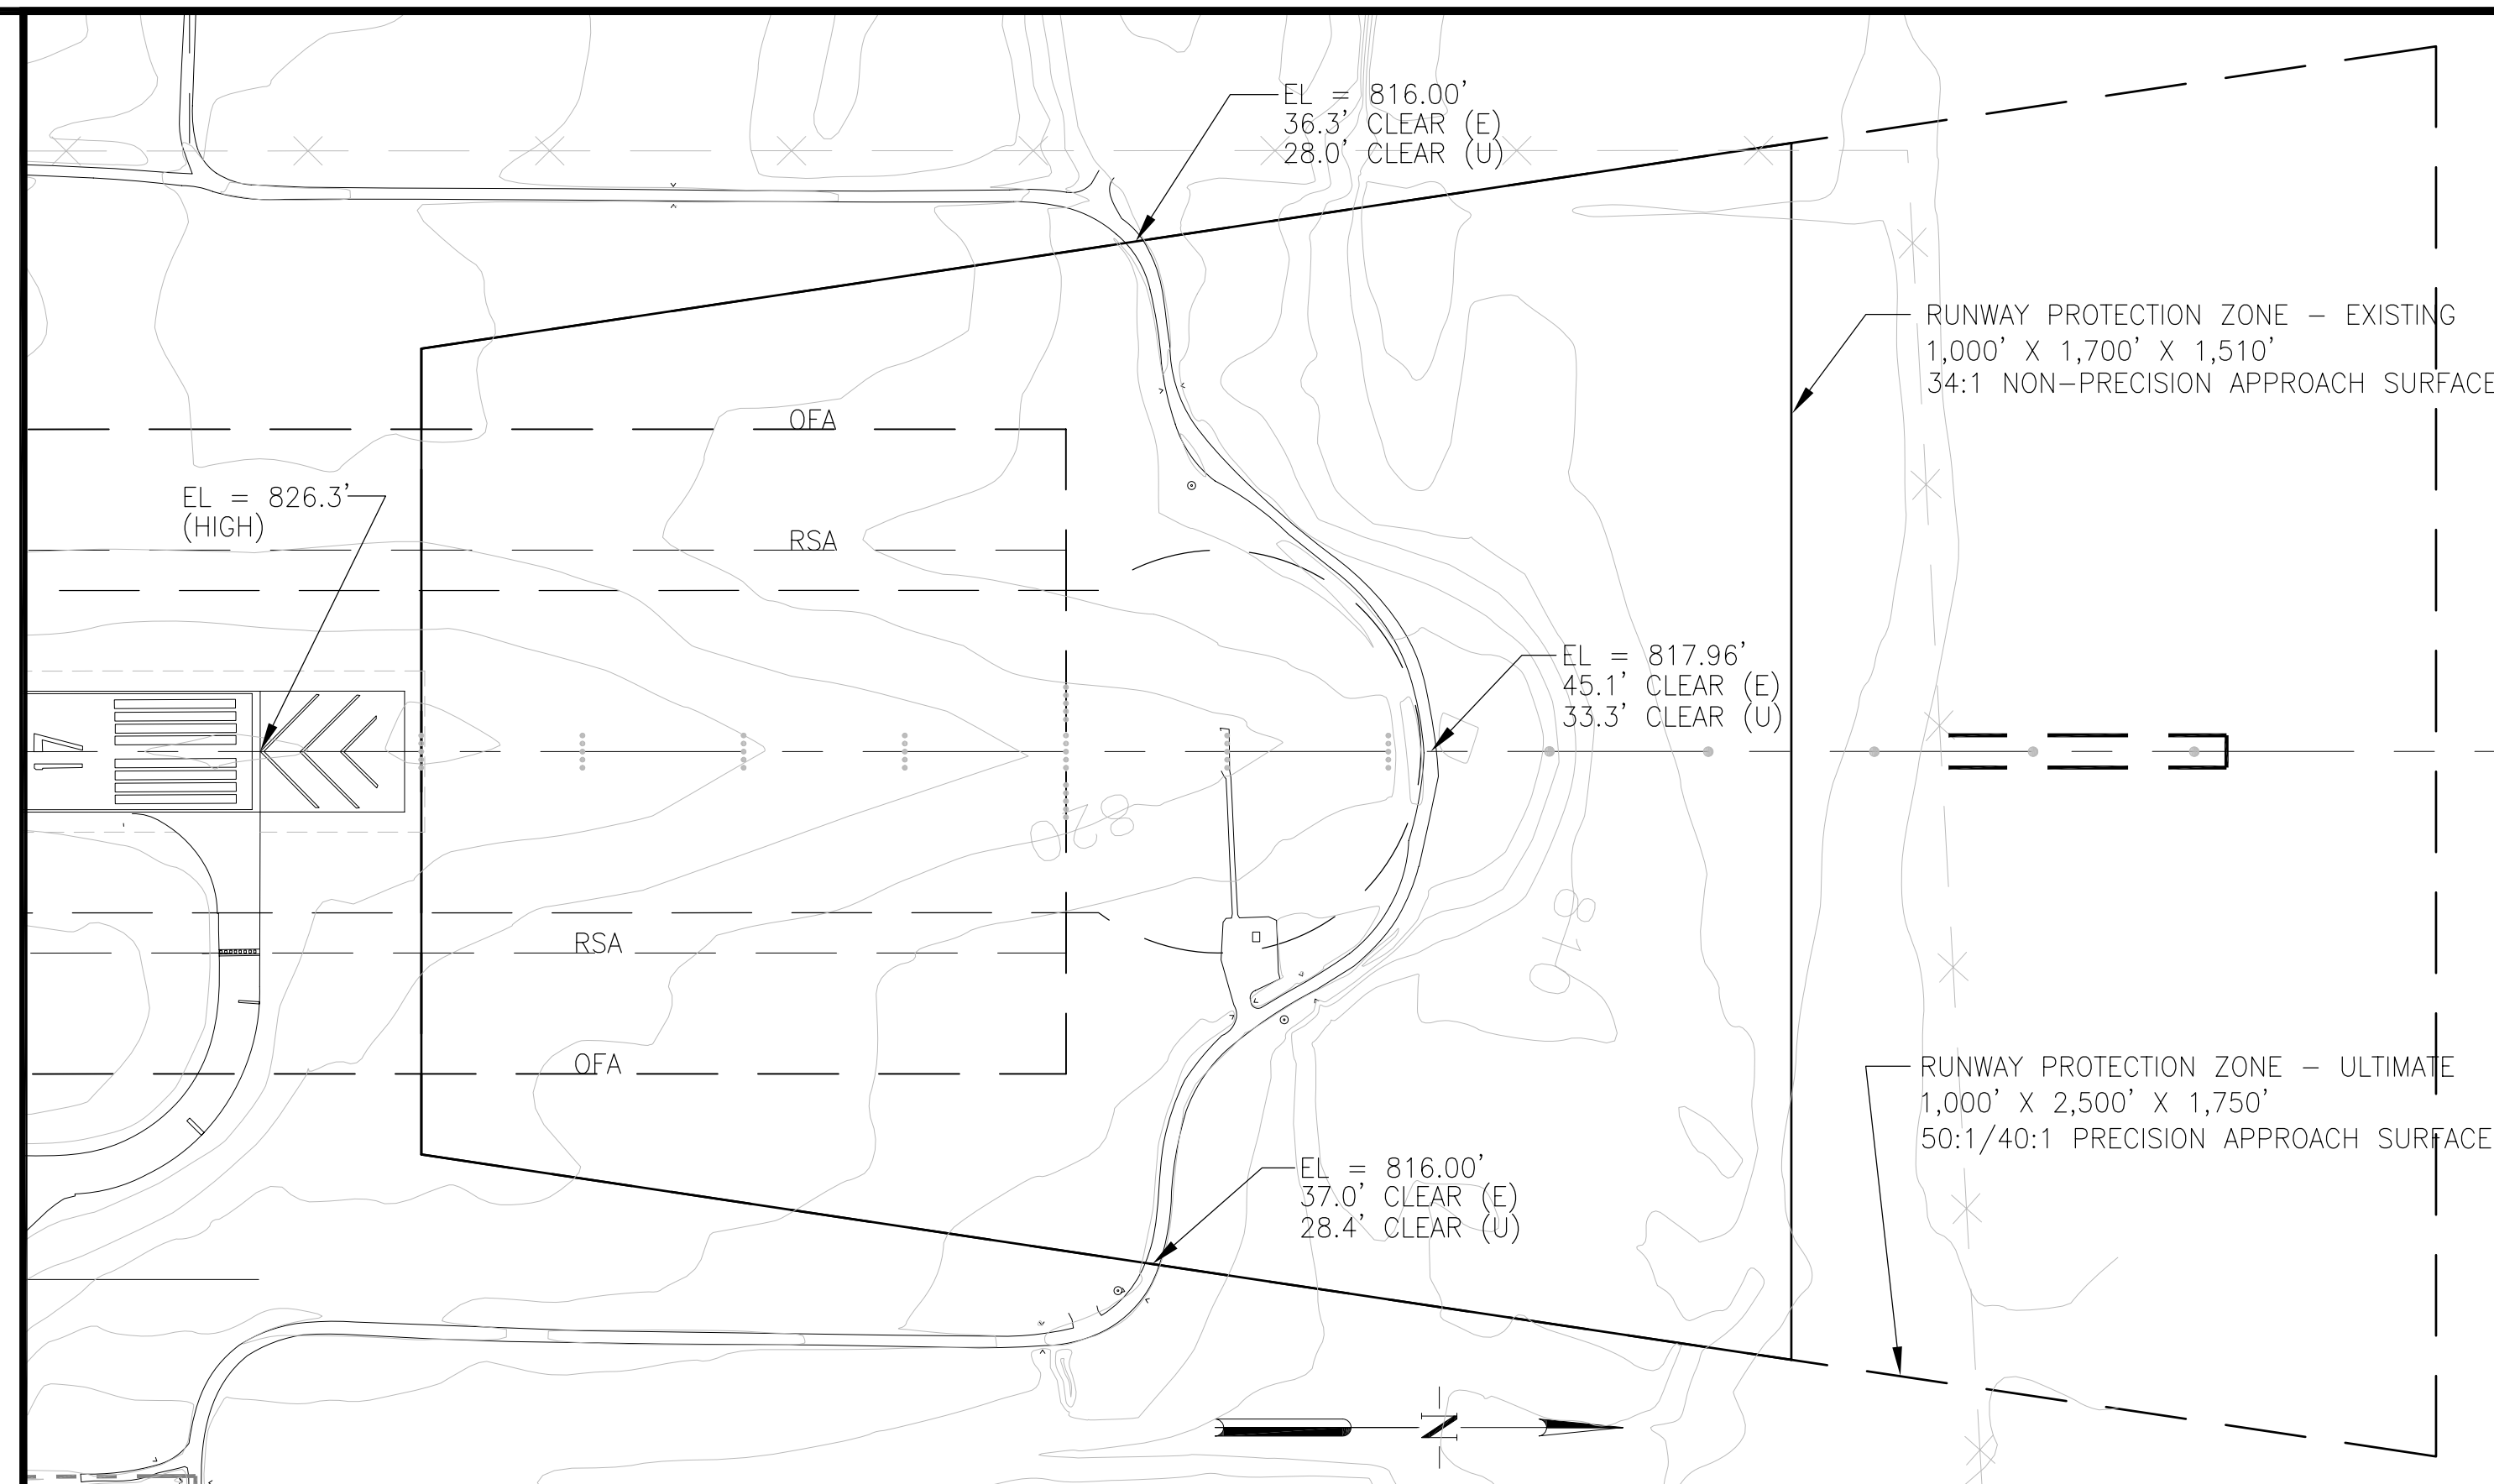 EL = 816.00'
36.3' CLEAR (E)
28.0' CLEAR (U)
RUNWAY PROTECTION ZONE – EXISTING
1,000' X 1,700' X 1,510'
34:1 NON–PRECISION APPROACH SURFACE
OFA
EL = 826.3'
(HIGH)
RSA
EL = 817.96'
45.1' CLEAR (E)
33.3' CLEAR (U)
17
820
810
RSA
OFA
RUNWAY PROTECTION ZONE – ULTIMATE
1,000' X 2,500' X 1,750'
50:1/40:1 PRECISION APPROACH SURFACE
EL = 816.00'
37.0' CLEAR (E)
28.4' CLEAR (U)
N